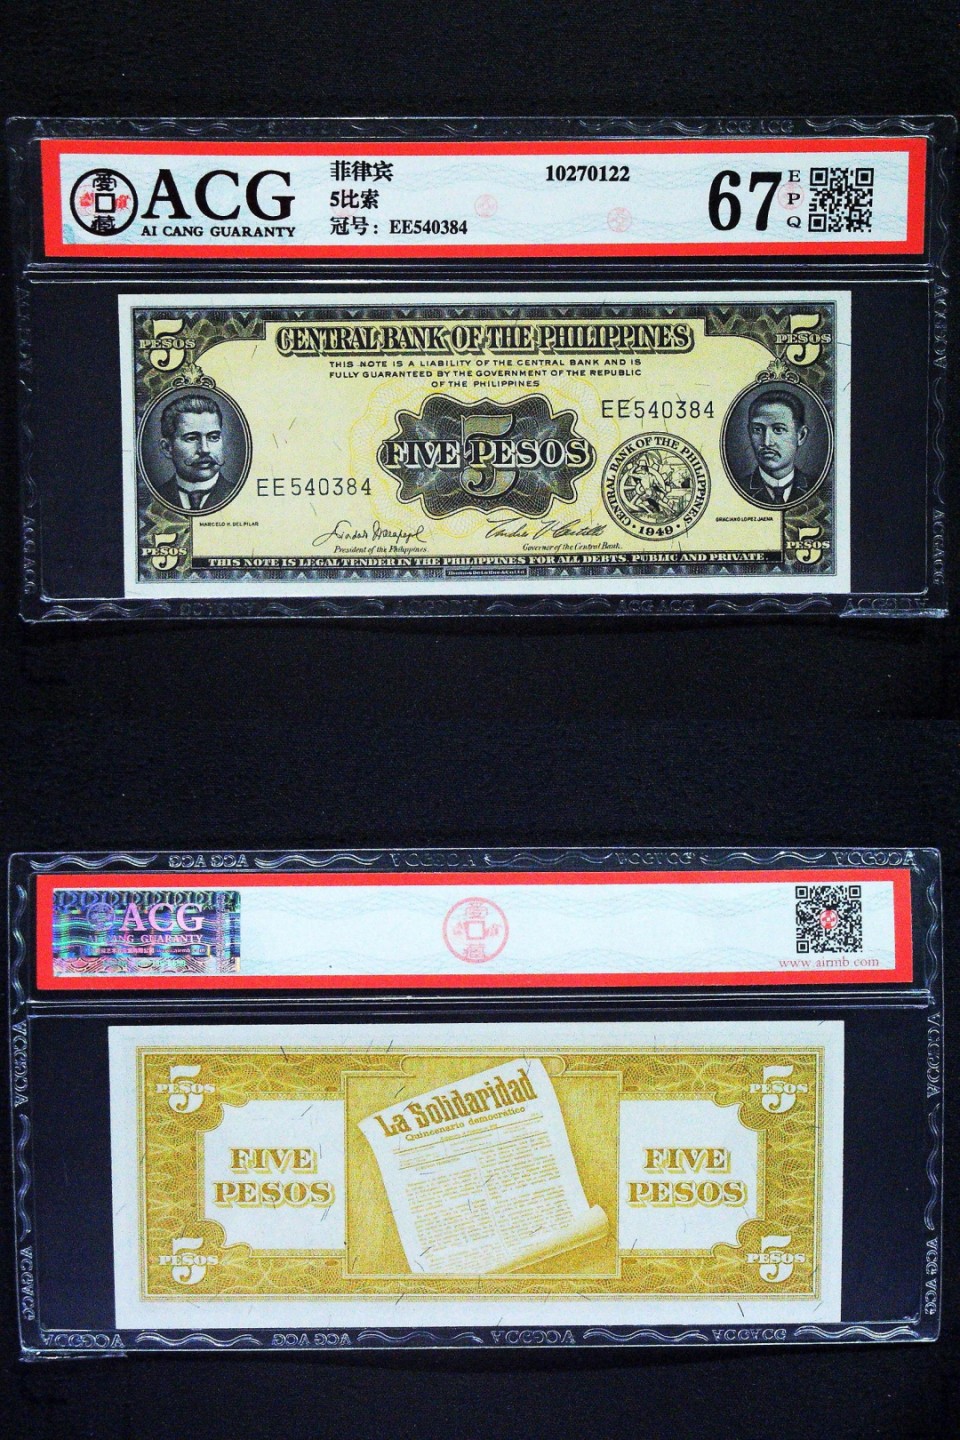 ACG
AI CANG GUARANTY
菲律宾
5比索
冠号：EE540384
10270122
67
EPQ
5
PESOS
CENTRAL BANK OF THE PHILIPPINES
5
PESOS
THIS NOTE IS A LIABILITY OF THE CENTRAL BANK AND IS
FULLY GUARANTEED BY THE GOVERNMENT OF THE REPUBLIC
OF THE PHILIPPINES
EE540384
5
FIVE PESOS
CENTRAL BANK OF THE PHILIPPINES
1949
EE540384
MARCELO H. DEL PILAR
GRACIANO LOPEZ JAENA
President of the Philippines.
Governor of the Central Bank.
5
PESOS
5
PESOS
THIS NOTE IS LEGAL TENDER IN THE PHILIPPINES FOR ALL DEBTS, PUBLIC AND PRIVATE.
ACG
AI CANG GUARANTY
www.airmb.com
5
PESOS
La Solidaridad
Quincenario democrático
5
PESOS
FIVE
PESOS
FIVE
PESOS
5
PESOS
5
PESOS